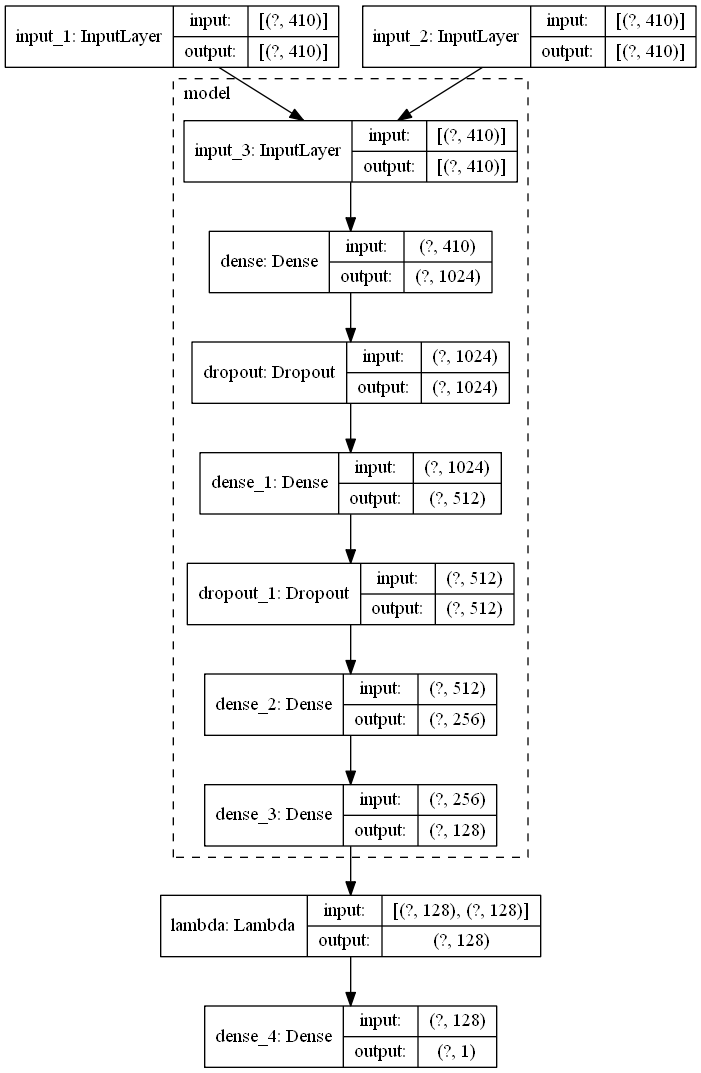 input_1: InputLayer input: [(?, 410)] output: [(?, 410)]
input_2: InputLayer input: [(?, 410)] output: [(?, 410)]
model
input_3: InputLayer input: [(?, 410)] output: [(?, 410)]
dense: Dense input: (?, 410) output: (?, 1024)
dropout: Dropout input: (?, 1024) output: (?, 1024)
dense_1: Dense input: (?, 1024) output: (?, 512)
dropout_1: Dropout input: (?, 512) output: (?, 512)
dense_2: Dense input: (?, 512) output: (?, 256)
dense_3: Dense input: (?, 256) output: (?, 128)
lambda: Lambda input: [(?, 128), (?, 128)] output: (?, 128)
dense_4: Dense input: (?, 128) output: (?, 1)